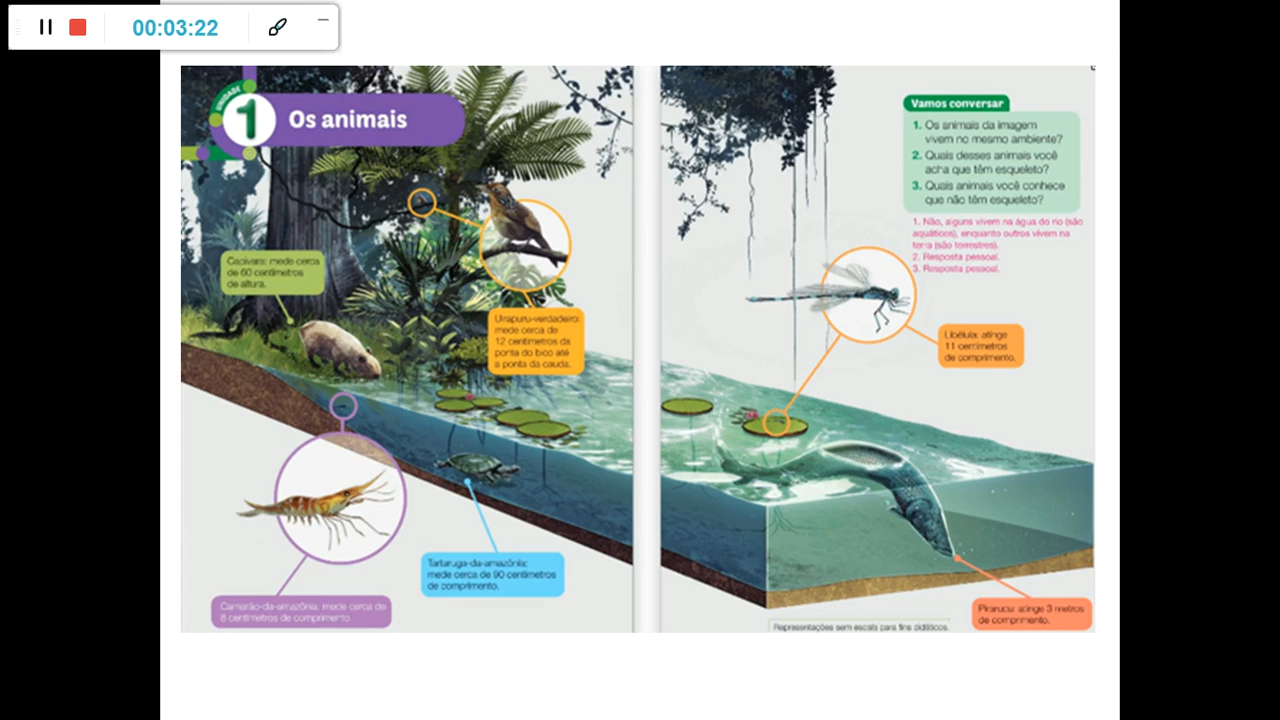 00:03:22
UNIDADE
1
Os animais
Capivara: mede cerca
de 60 centímetros
de altura.
Uirapuru-verdadeiro:
mede cerca de
12 centímetros da
ponta do bico até
a ponta da cauda.
Camarão-da-amazônia: mede cerca de
8 centímetros de comprimento.
Tartaruga-da-amazônia:
mede cerca de 90 centímetros
de comprimento.
Vamos conversar
1. Os animais da imagem
vivem no mesmo ambiente?
2. Quais desses animais você
acha que têm esqueleto?
3. Quais animais você conhece
que não têm esqueleto?
1. Não, alguns vivem na água do rio (são
aquáticos), enquanto outros vivem na
terra (são terrestres).
2. Resposta pessoal.
3. Resposta pessoal.
Libélula: atinge
11 centímetros
de comprimento.
Pirarucu: atinge 3 metros
de comprimento.
Representações sem escala para fins didáticos.